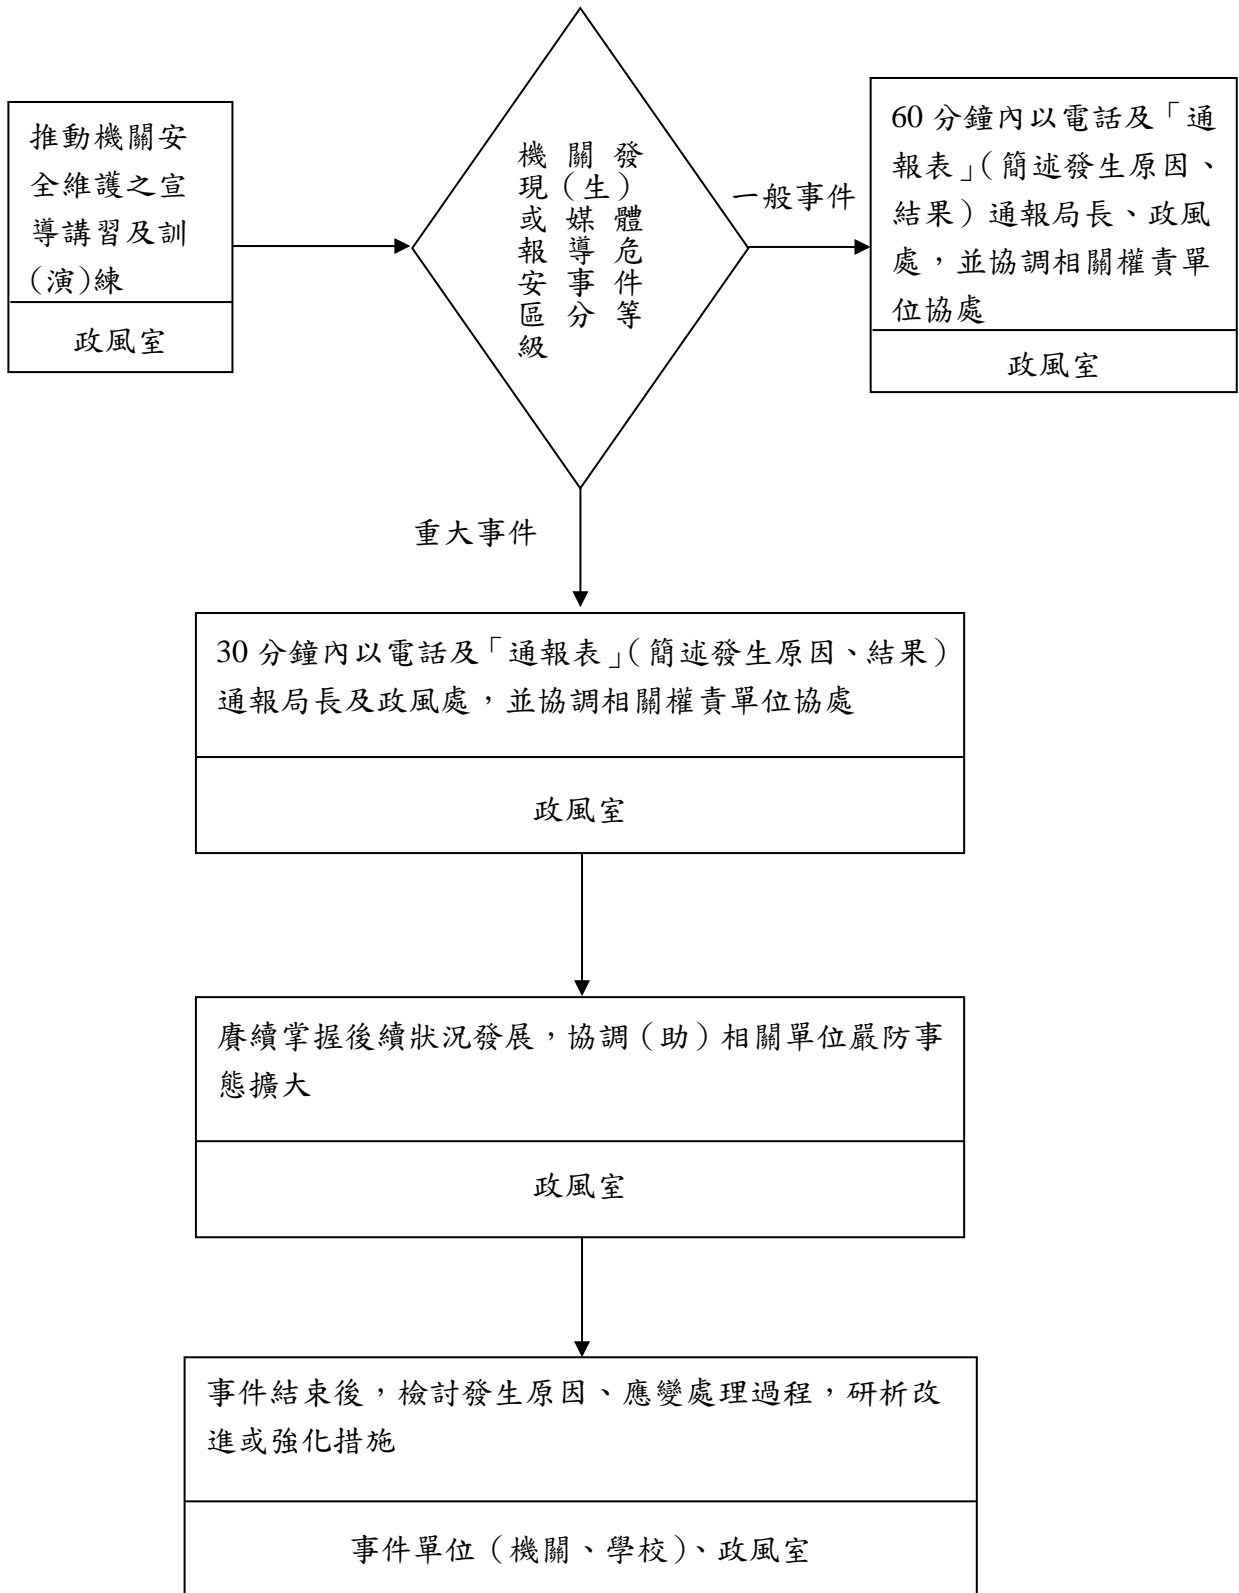 推動機關安
全維護之宣
導講習及訓
(演)練
政風室
機關發
現(生)
或媒體
報導危
安事件
區分等
級
一般事件
60 分鐘內以電話及「通
報表」(簡述發生原因、
結果)通報局長、政風
處，並協調相關權責單
位協處
政風室
重大事件
30 分鐘內以電話及「通報表」(簡述發生原因、結果)
通報局長及政風處，並協調相關權責單位協處
政風室
賡續掌握後續狀況發展，協調（助）相關單位嚴防事
態擴大
政風室
事件結束後，檢討發生原因、應變處理過程，研析改
進或強化措施
事件單位（機關、學校）、政風室